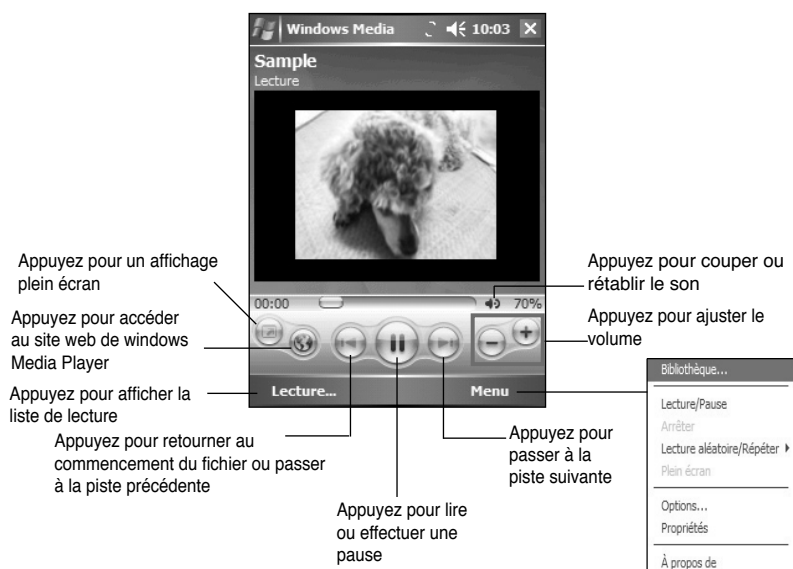 Windows Media 10:03
Sample
Lecture
00:00 70%
Lecture... Menu
Appuyez pour un affichage
plein écran
Appuyez pour accéder
au site web de windows
Media Player
Appuyez pour afficher la
liste de lecture
Appuyez pour retourner au
commencement du fichier ou passer
à la piste précédente
Appuyez pour lire
ou effectuer une
pause
Appuyez pour
passer à la
piste suivante
Appuyez pour couper ou
rétablir le son
Appuyez pour ajuster le
volume
Bibliothèque...
Lecture/Pause
Arrêter
Lecture aléatoire/Répéter
Plein écran
Options...
Propriétés
À propos de